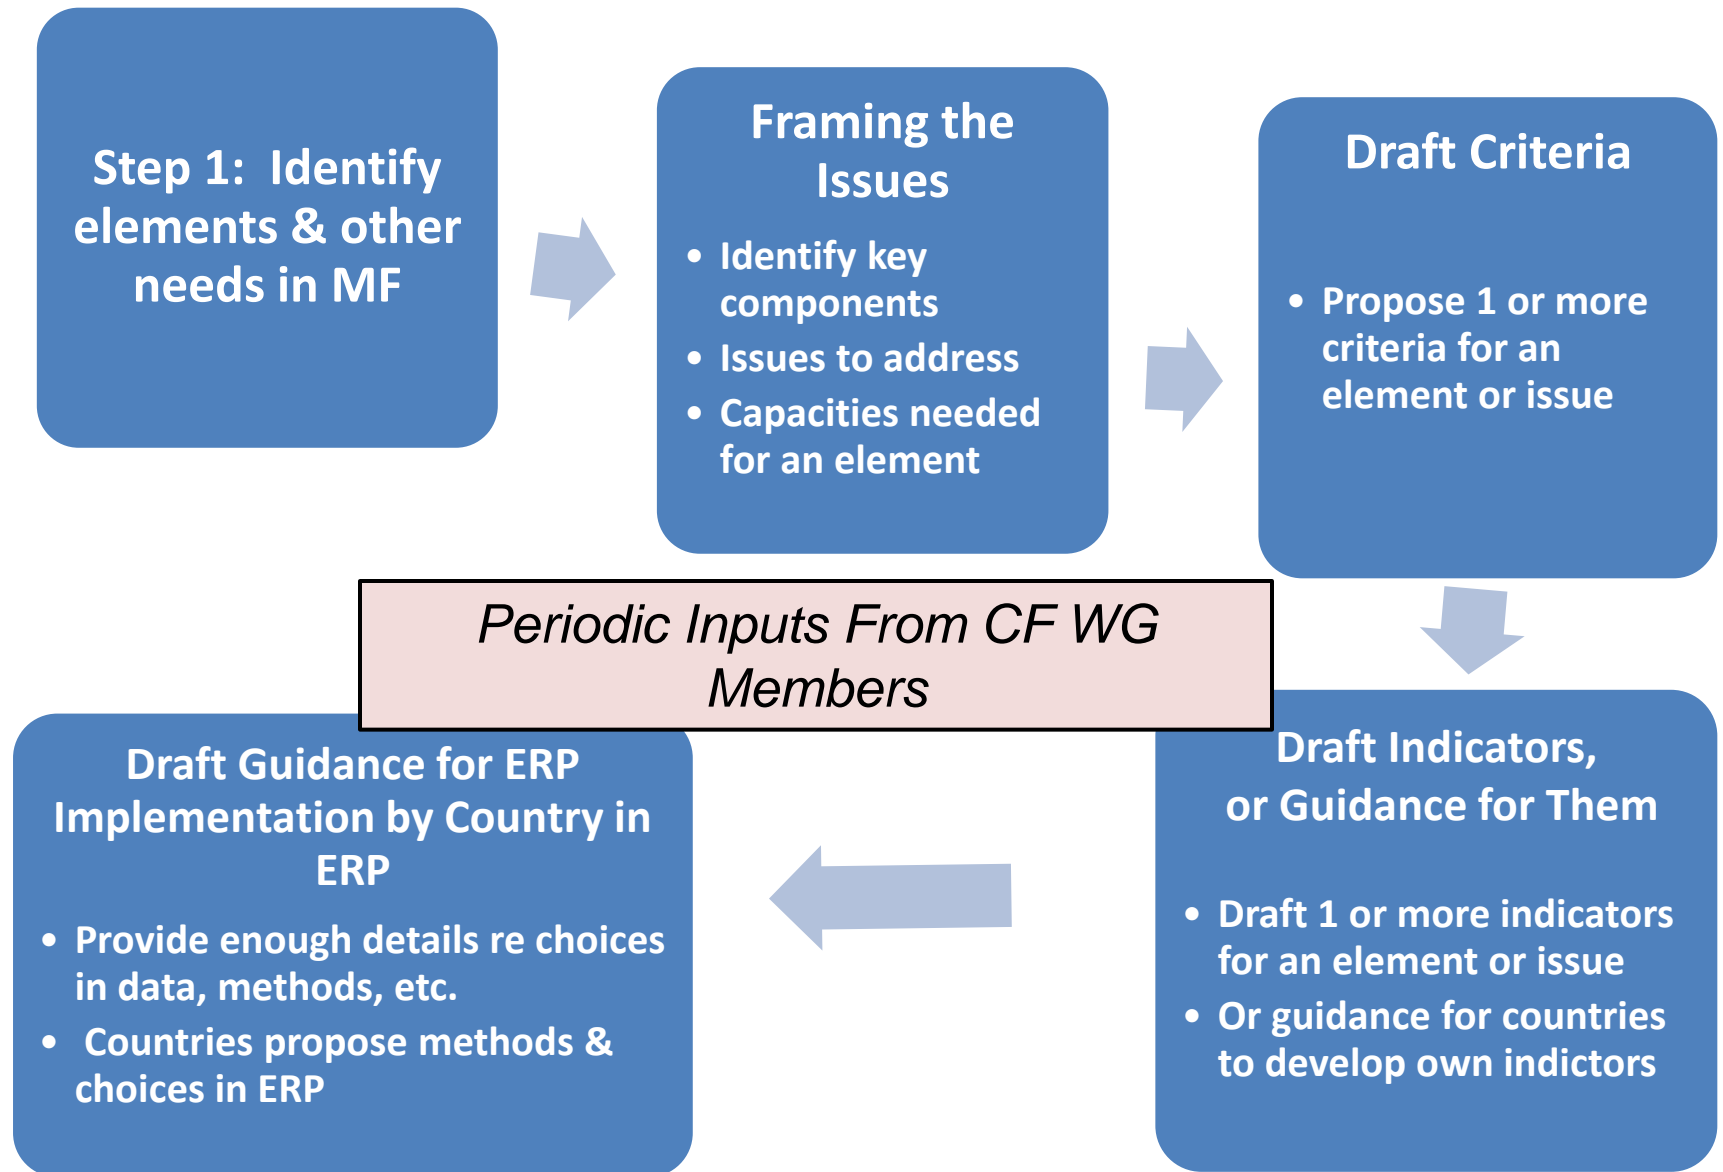 Step 1:  Identify
elements & other
needs in MF
Framing the
Issues
• Identify key
components
• Issues to address
• Capacities needed
for an element
Draft Criteria
• Propose 1 or more
criteria for an
element or issue
Periodic Inputs From CF WG
Members
Draft Indicators,
or Guidance for Them
• Draft 1 or more indicators
for an element or issue
• Or guidance for countries
to develop own indictors
Draft Guidance for ERP
Implementation by Country in
ERP
• Provide enough details re choices
in data, methods, etc.
• Countries propose methods &
choices in ERP